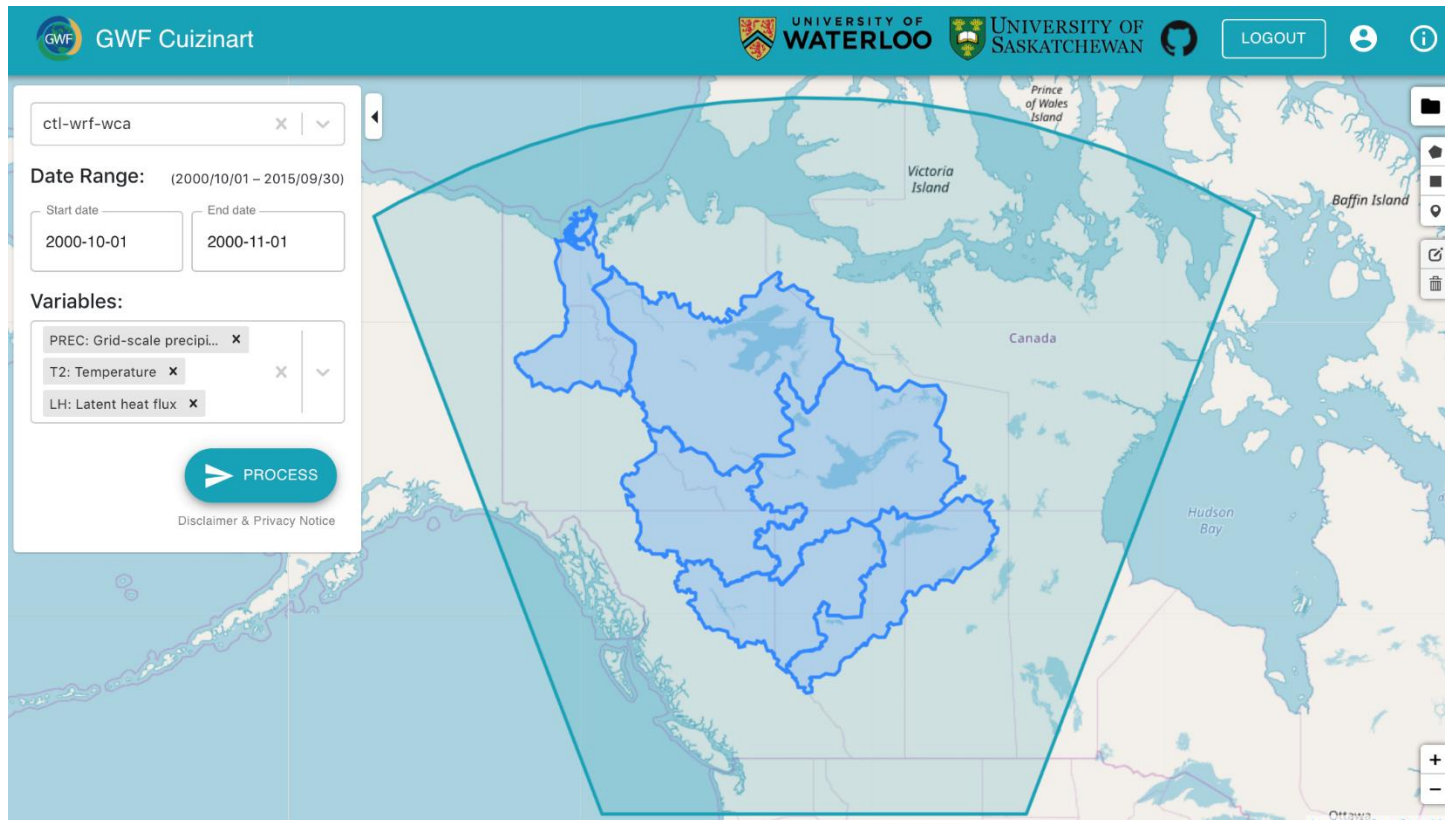 GWF
GWF Cuizinart
UNIVERSITY OF
WATERLOO
UNIVERSITY OF
SASKATCHEWAN
LOGOUT
ctl-wrf-wca
Date Range: (2000/10/01 – 2015/09/30)
Start date
End date
2000-10-01
2000-11-01
Variables:
PREC: Grid-scale precipi...
T2: Temperature
LH: Latent heat flux
PROCESS
Disclaimer & Privacy Notice
Prince
of Wales
Island
Victoria
Island
Baffin Island
Canada
Hudson
Bay
Ottawa
+
−